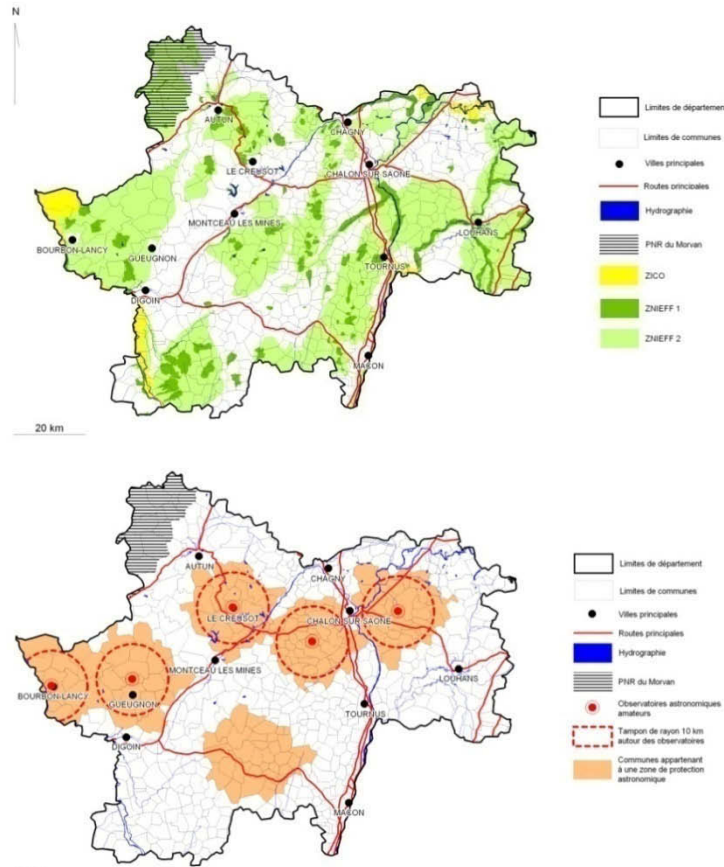 N
AUTUN
CHAGNY
LE CREUSOT
CHALON SUR SAONE
MONTCEAU LES MINES
LOUHANS
BOURBON-LANCY
GUEUGNON
TOURNUS
DIGOIN
MACON
20 km
Limites de département
Limites de communes
Villes principales
Routes principales
Hydrographie
PNR du Morvan
ZICO
ZNIEFF 1
ZNIEFF 2
AUTUN
CHAGNY
LE CREUSOT
CHALON SUR SAONE
MONTCEAU LES MINES
LOUHANS
BOURBON-LANCY
GUEUGNON
TOURNUS
DIGOIN
MACON
Limites de département
Limites de communes
Villes principales
Routes principales
Hydrographie
PNR du Morvan
Observatoires astronomiques
amateurs
Tampon de rayon 10 km
autour des observatoires
Communes appartenant
à une zone de protection
astronomique